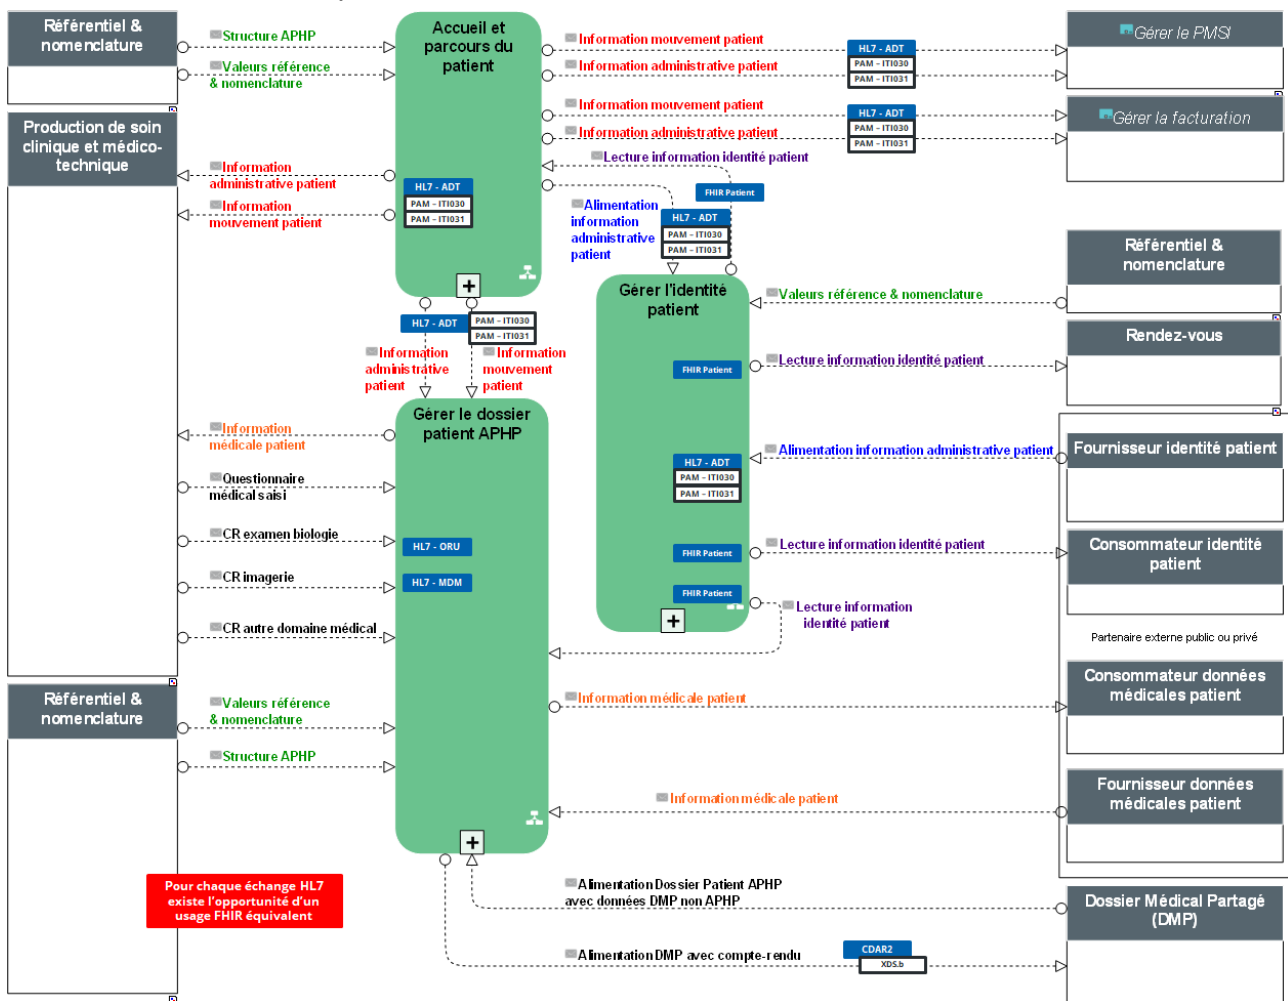 Référentiel &
nomenclature
Structure APHP
Valeurs référence
& nomenclature
Accueil et
parcours du
patient
Information mouvement patient
Information administrative patient
HL7 - ADT
PAM – ITI030
PAM – ITI031
Gérer le PMSI
Information mouvement patient
Information administrative patient
HL7 - ADT
PAM – ITI030
PAM – ITI031
Gérer la facturation
Production de soin
clinique et médico-
technique
Information
administrative patient
Information
mouvement patient
HL7 - ADT
PAM – ITI030
PAM – ITI031
Lecture information identité patient
FHIR Patient
Alimentation
information
administrative
patient
HL7 - ADT
PAM – ITI030
PAM – ITI031
Gérer l'identité
patient
Valeurs référence & nomenclature
Référentiel &
nomenclature
HL7 - ADT
PAM – ITI030
PAM – ITI031
Information
administrative
patient
Information
mouvement
patient
FHIR Patient
Lecture information identité patient
Rendez-vous
Gérer le dossier
patient APHP
Information
médicale patient
Questionnaire
médical saisi
CR examen biologie
HL7 - ORU
CR imagerie
HL7 - MDM
CR autre domaine médical
HL7 - ADT
PAM – ITI030
PAM – ITI031
Alimentation information administrative patient
Fournisseur identité patient
FHIR Patient
Lecture information identité patient
Consommateur identité
patient
FHIR Patient
Lecture information
identité patient
Partenaire externe public ou privé
Référentiel &
nomenclature
Valeurs référence
& nomenclature
Structure APHP
Information médicale patient
Consommateur données
médicales patient
Information médicale patient
Fournisseur données
médicales patient
Pour chaque échange HL7
existe l’opportunité d’un
usage FHIR équivalent
Alimentation Dossier Patient APHP
avec données DMP non APHP
Dossier Médical Partagé
(DMP)
Alimentation DMP avec compte-rendu
CDAR2
XDS.b